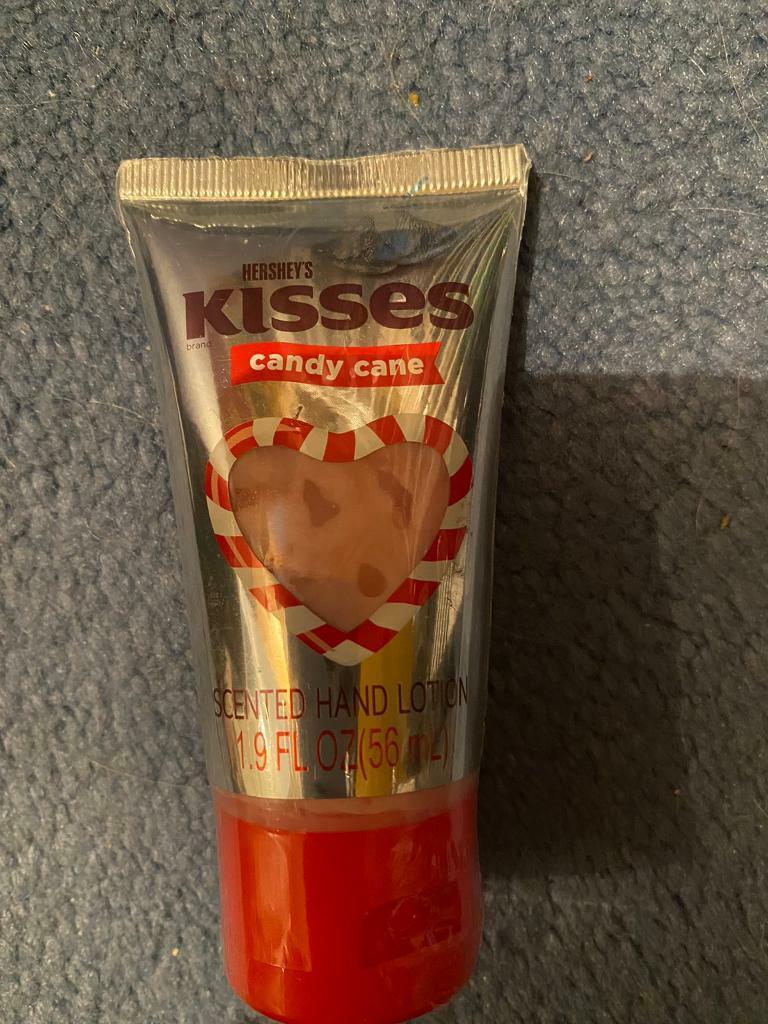 HERSHEY'S
KISSES
brand
candy cane
SCENTED HAND LOTION
1.9 FL OZ(56 mL)